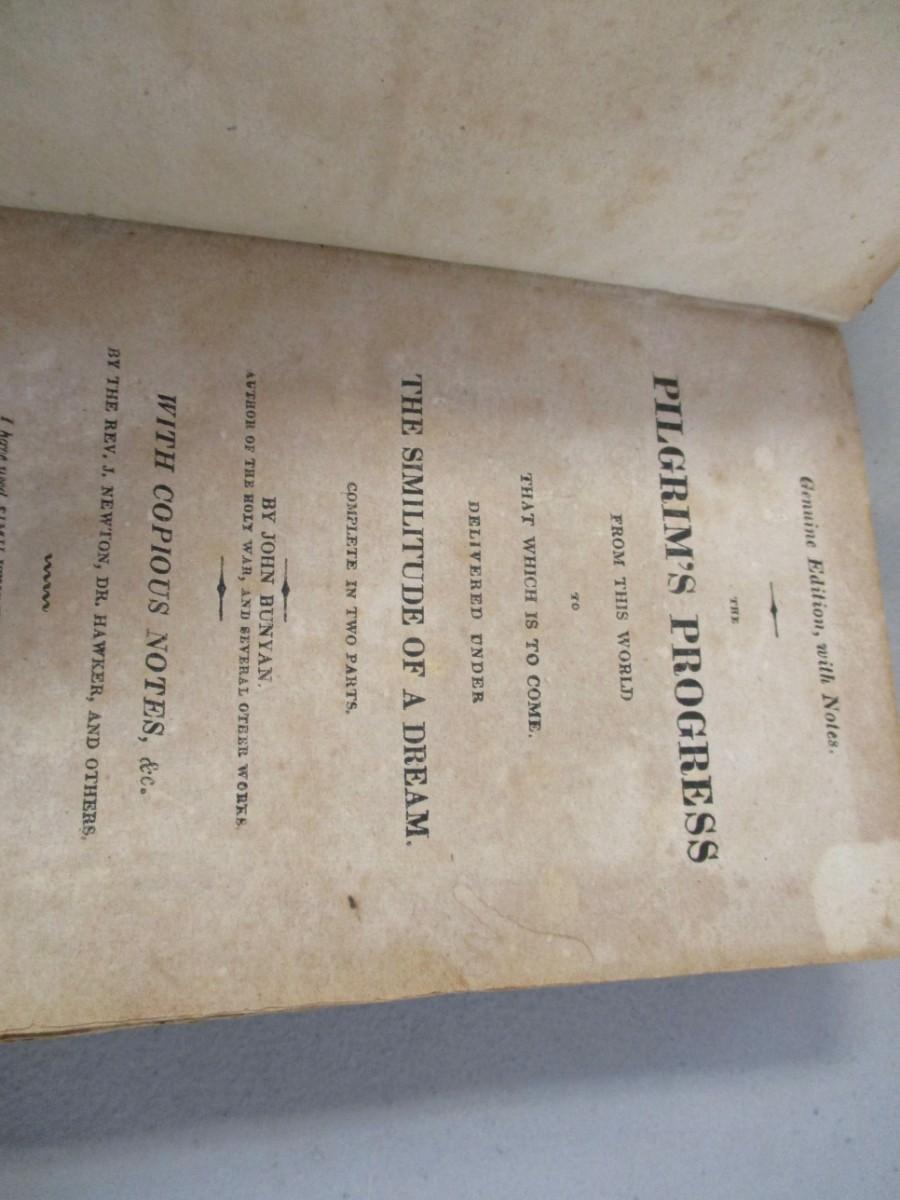 Genuine Edition, with Notes.
THE
PILGRIM'S PROGRESS
FROM THIS WORLD
TO
THAT WHICH IS TO COME.
DELIVERED UNDER
THE SIMILITUDE OF A DREAM.
COMPLETE IN TWO PARTS.
BY JOHN BUNYAN.
AUTHOR OF THE HOLY WAR, AND SEVERAL OTHER WORKS.
WITH COPIOUS NOTES, &c.
BY THE REV. J. NEWTON, DR. HAWKER, AND OTHERS.
I have used